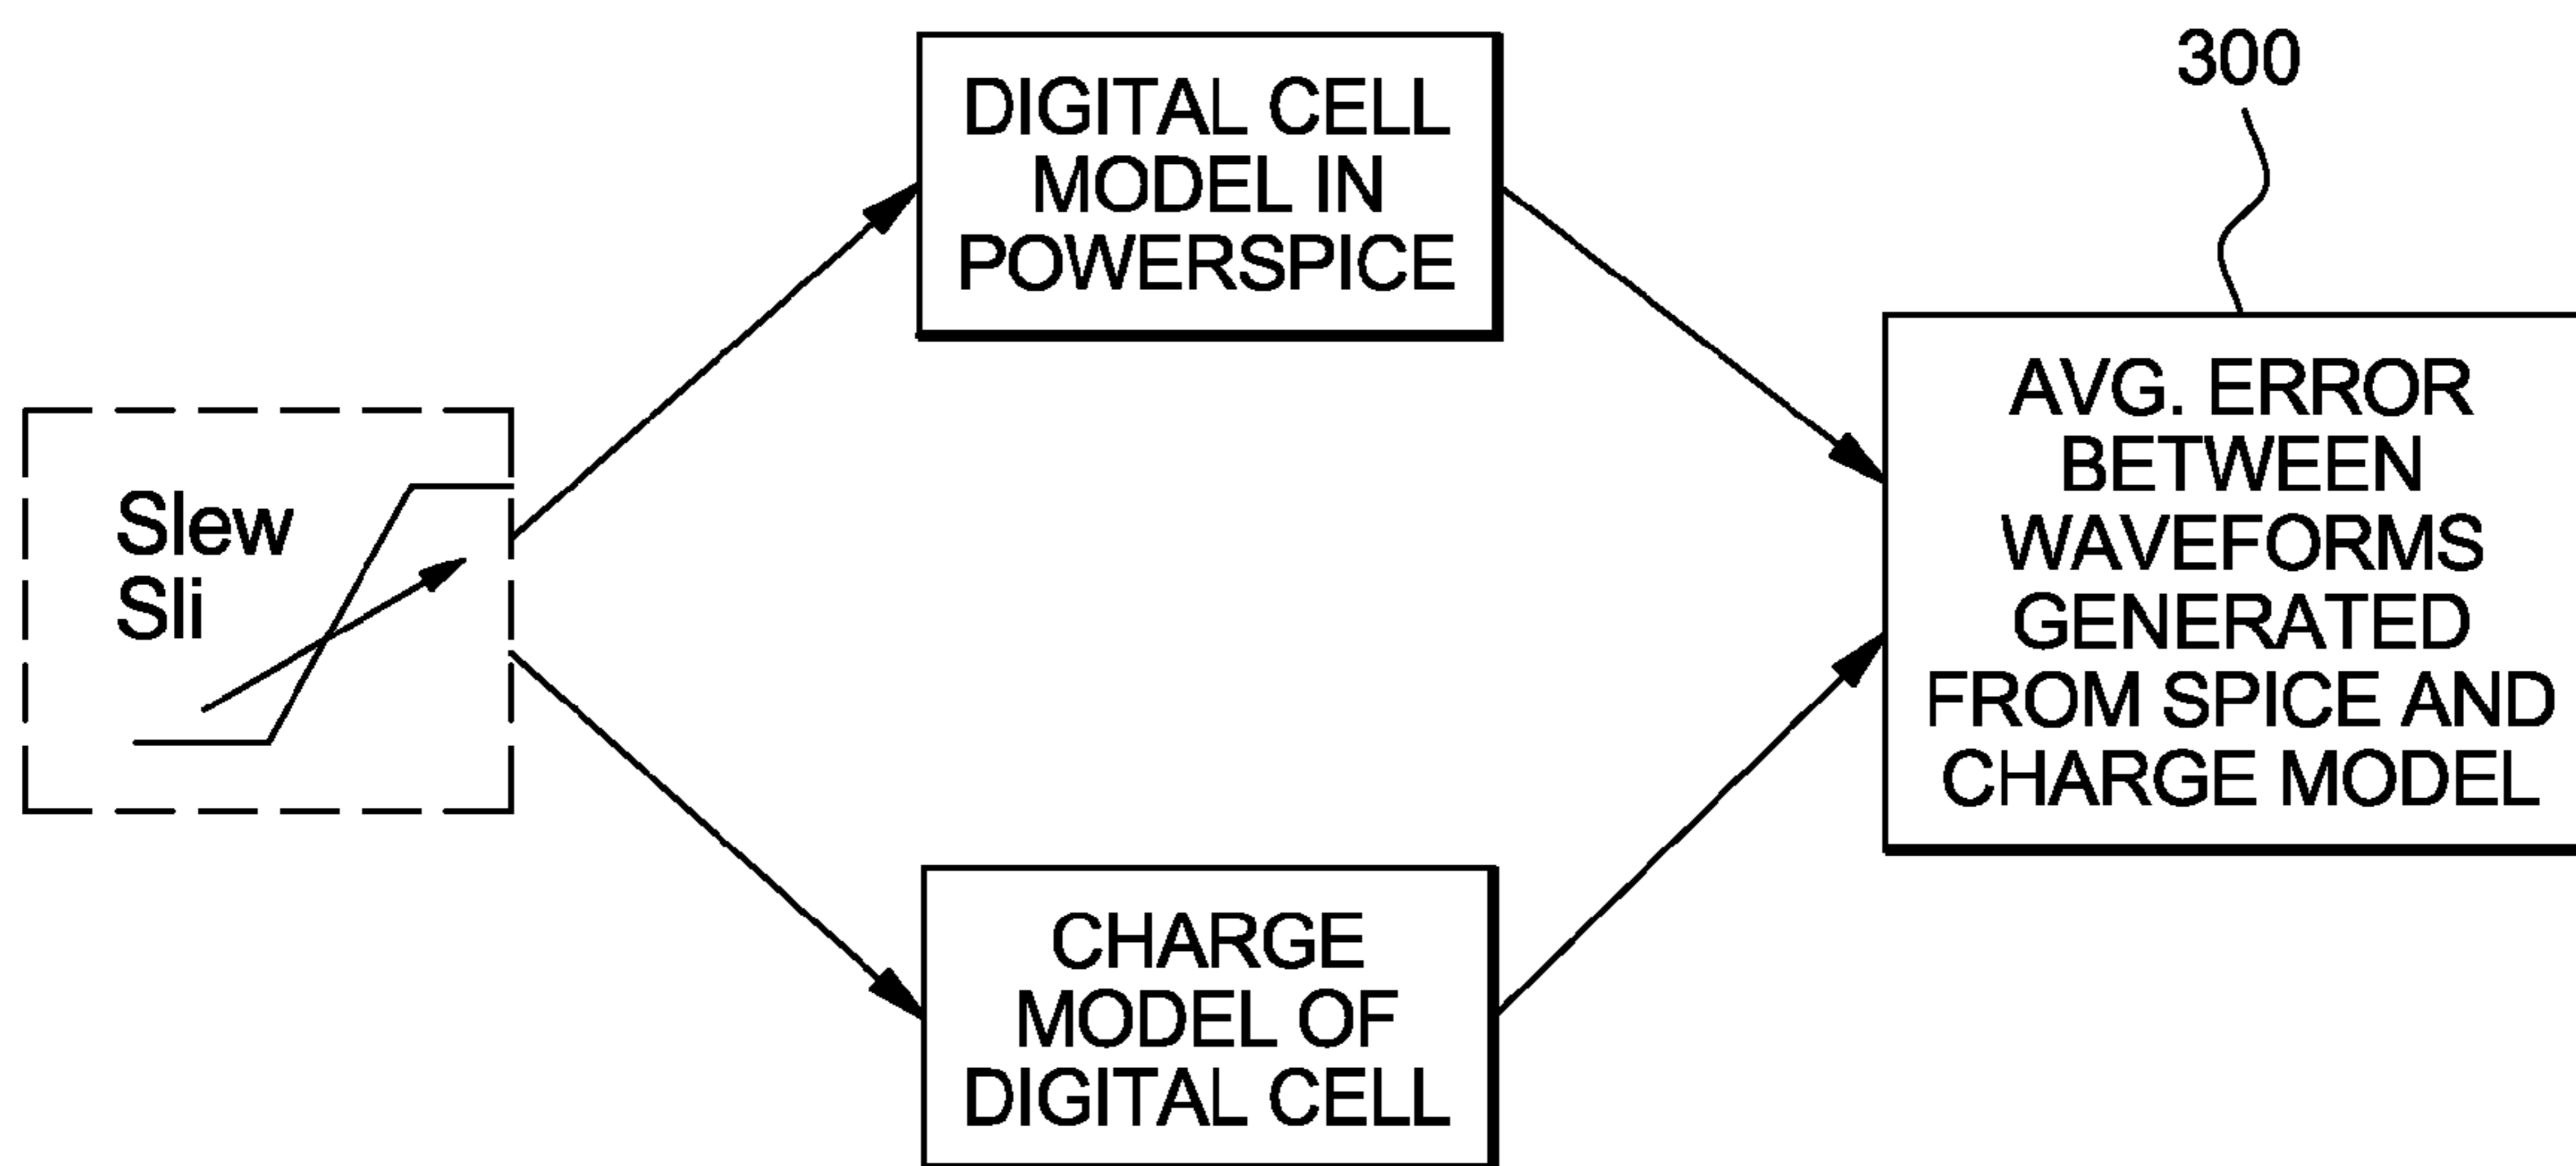 Slew
Sli
DIGITAL CELL
MODEL IN
POWERSPICE
CHARGE
MODEL OF
DIGITAL CELL
300
AVG. ERROR
BETWEEN
WAVEFORMS
GENERATED
FROM SPICE AND
CHARGE MODEL